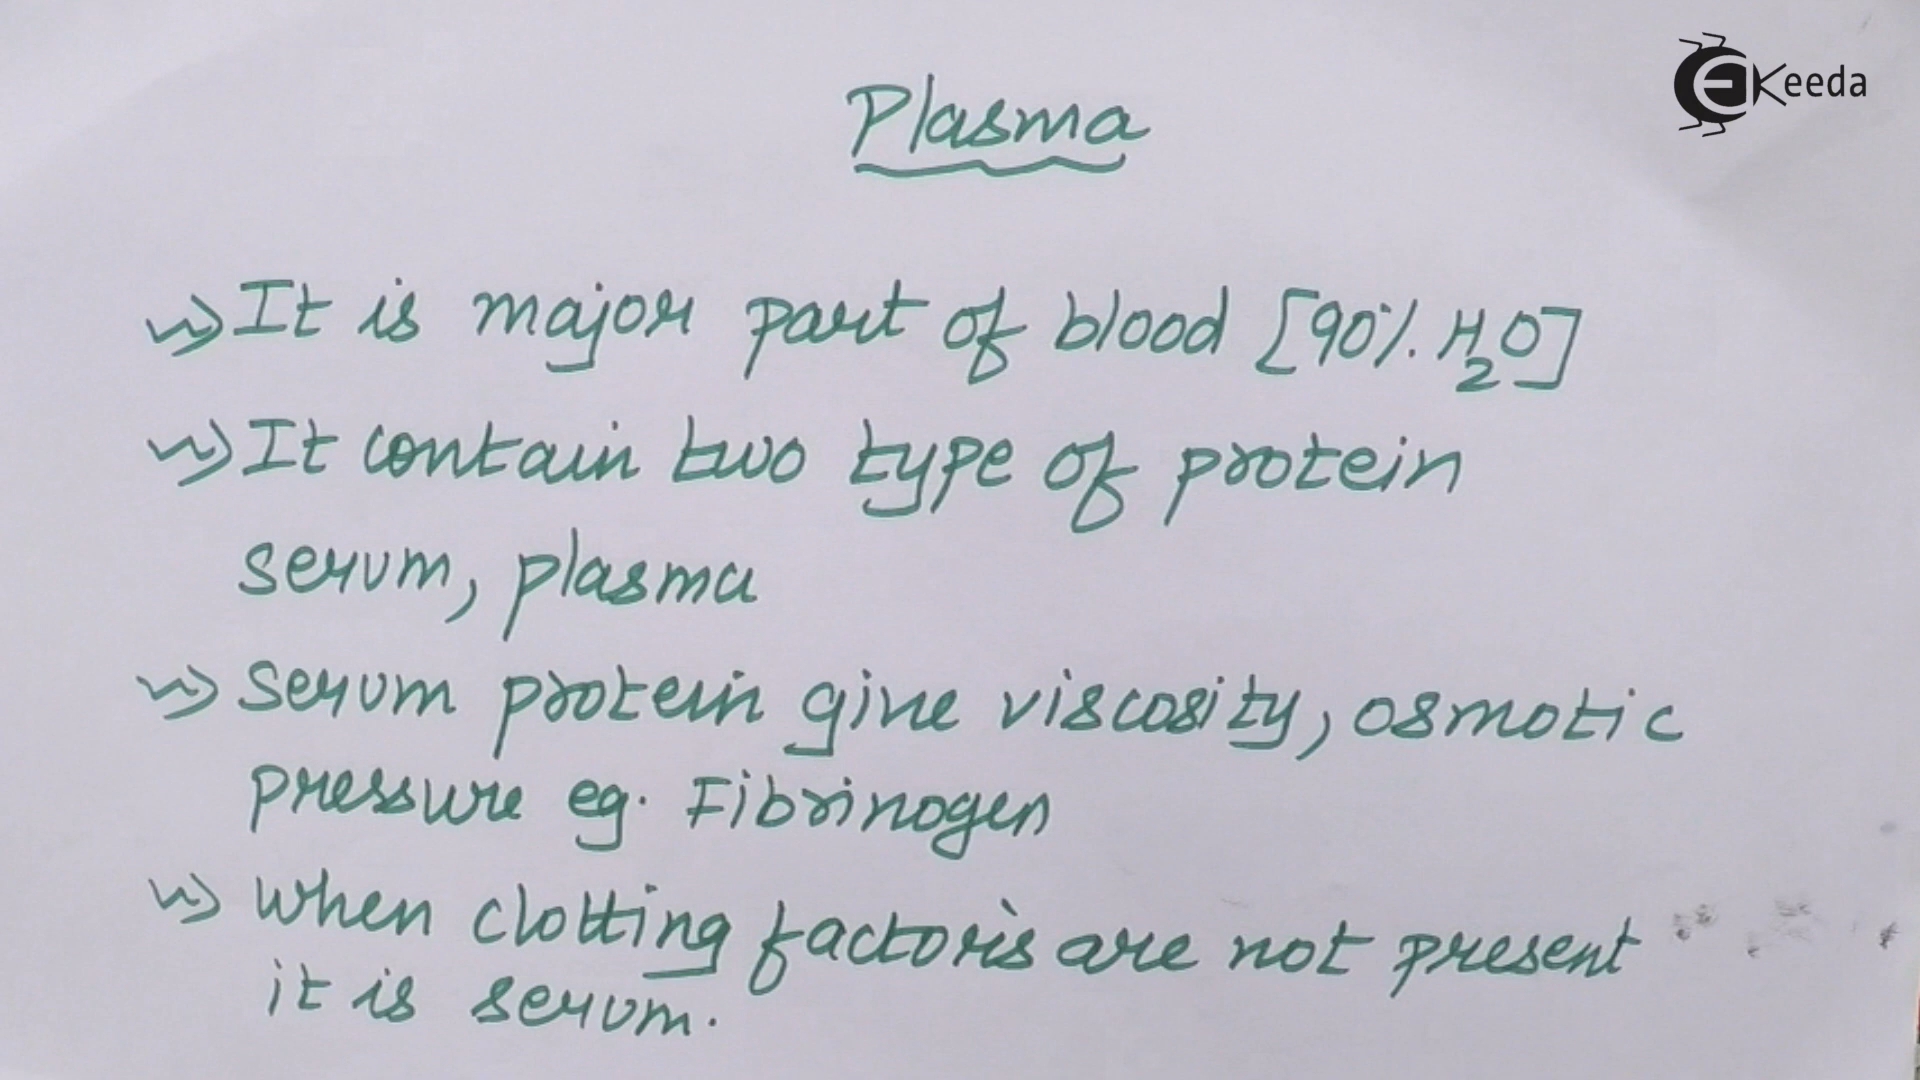 Plasma
EKeeda
It is major part of blood [90% H₂O]
It contain two type of protein
serum, plasma
Serum protein give viscosity, osmotic
pressure eg. Fibrinogen
When clotting factors are not present
it is serum.